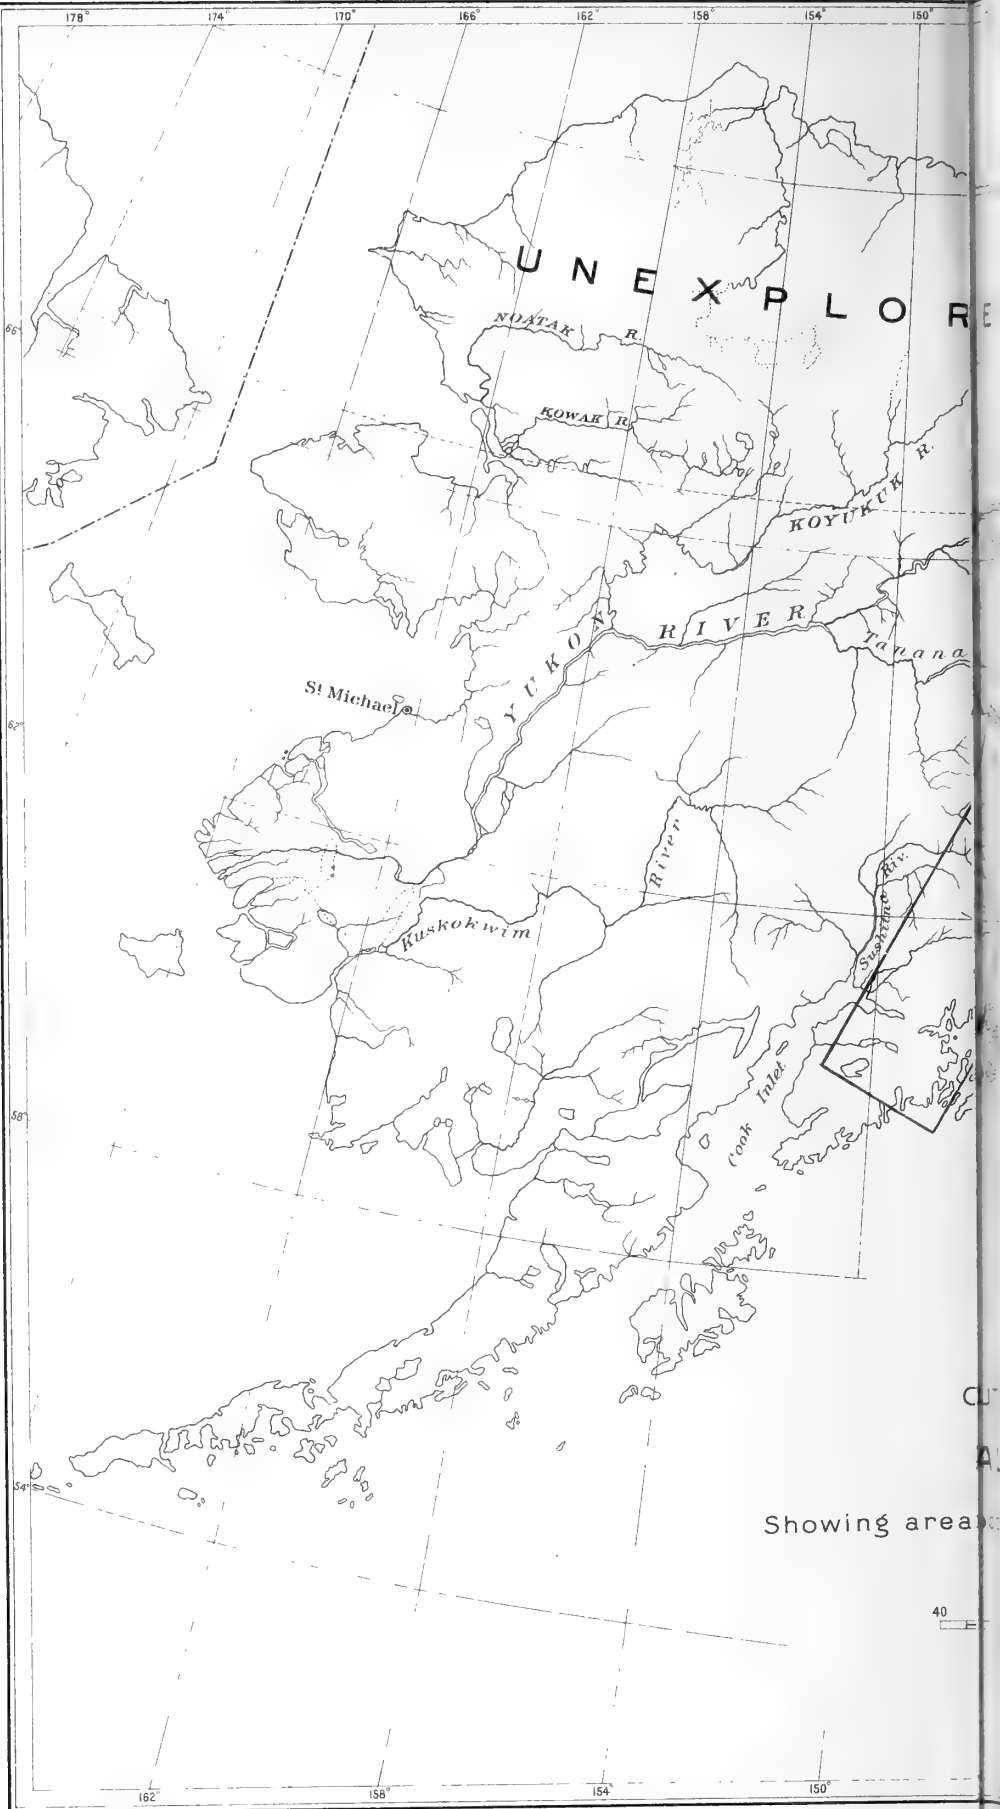 178° 174° 170° 166° 162° 158° 154° 150°
UNEXPLORE
66°
NOATAK R.
KOWAK R.
KOYUKUK R.
YUKON RIVER
Tanana
St Michael
62°
River
Sushitna Riv.
Kuskokwim
Cook Inlet
58°
54°
Showing area
40
162° 158° 154° 150°